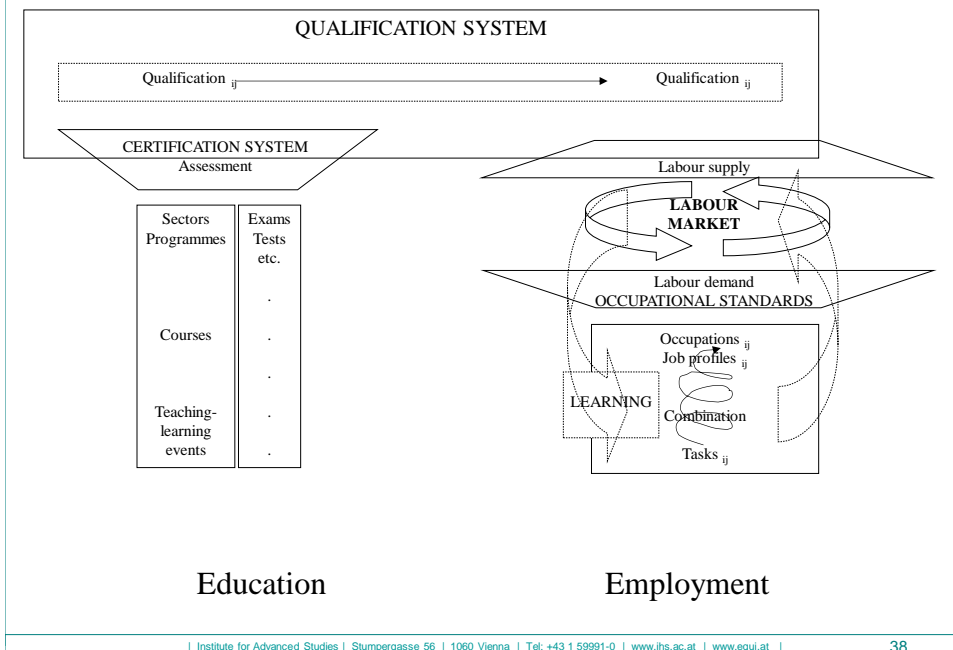 QUALIFICATION SYSTEM
Qualification ij
Qualification ij
CERTIFICATION SYSTEM
Assessment
Sectors
Programmes
Courses
Teaching-
learning
events
Exams
Tests
etc.
.
.
.
.
.
Labour supply
LABOUR
MARKET
Labour demand
OCCUPATIONAL STANDARDS
Occupations ij
Job profiles ij
LEARNING
Combination
Tasks ij
Education
Employment
| Institute for Advanced Studies | Stumpergasse 56 | 1060 Vienna | Tel: +43 1 59991-0 | www.ihs.ac.at | www.equi.at |
38